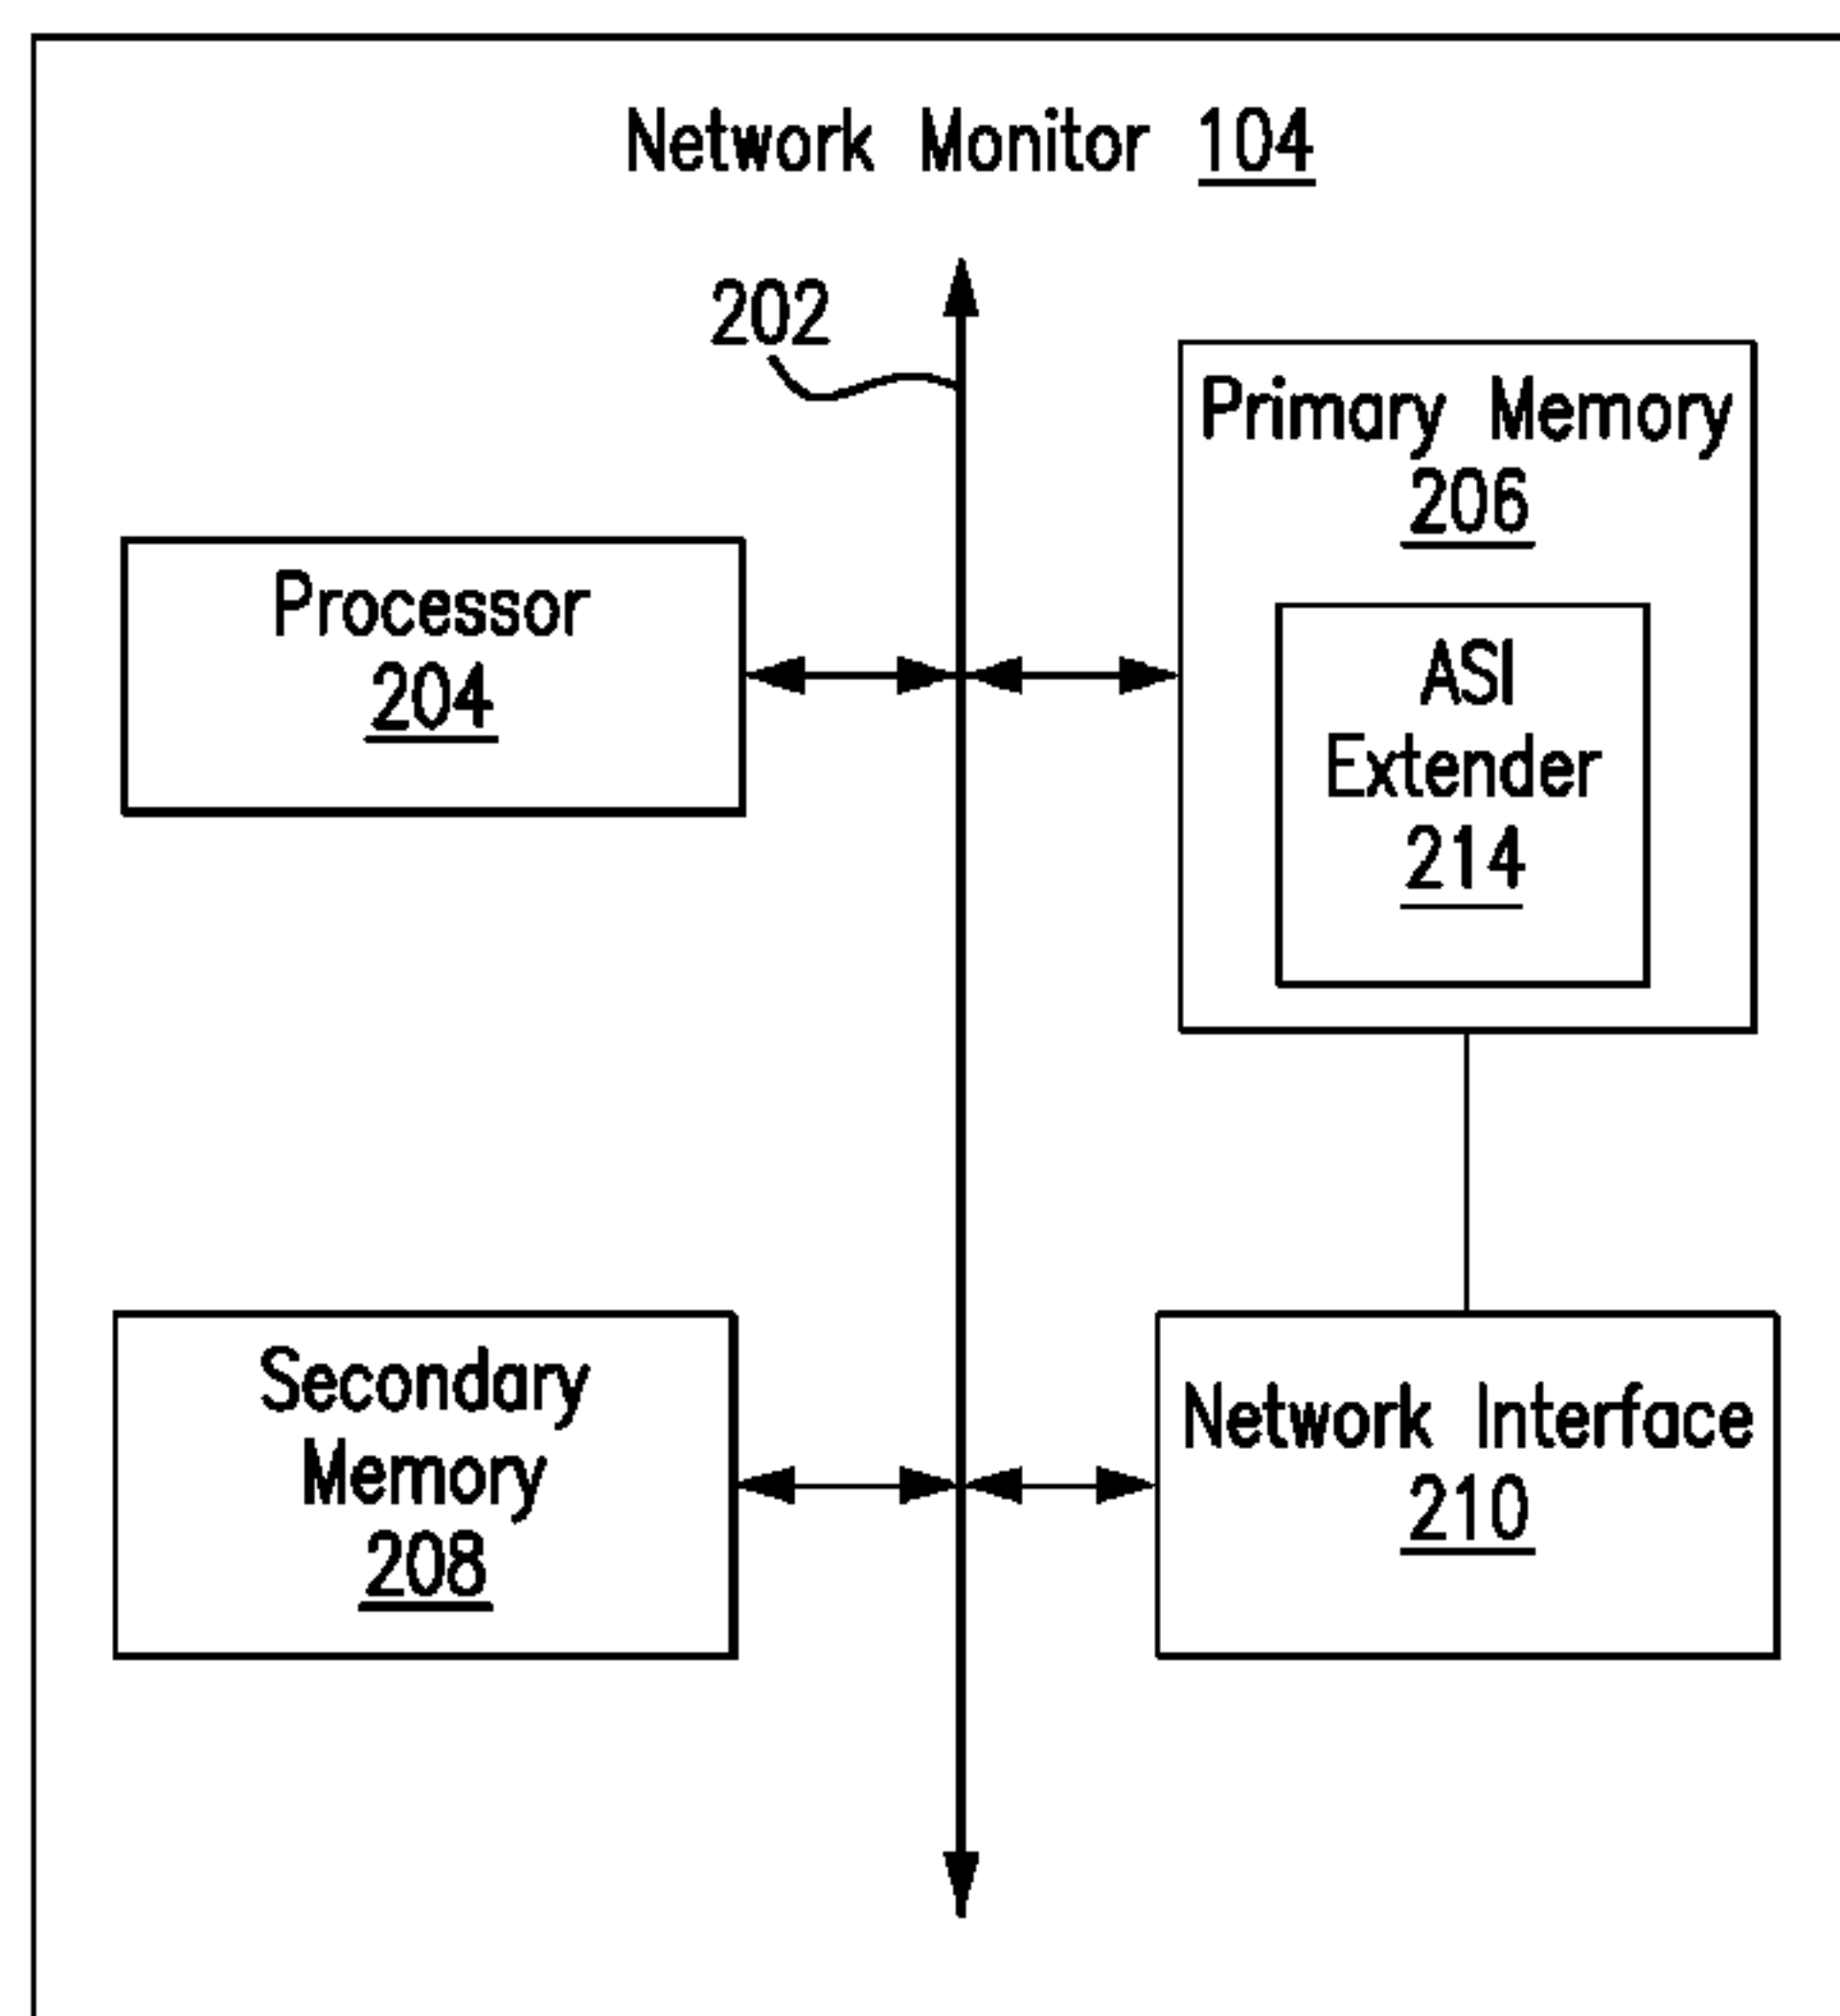 Network Monitor 104
202
Primary Memory
206
Processor
204
ASI
Extender
214
Secondary
Memory
208
Network Interface
210